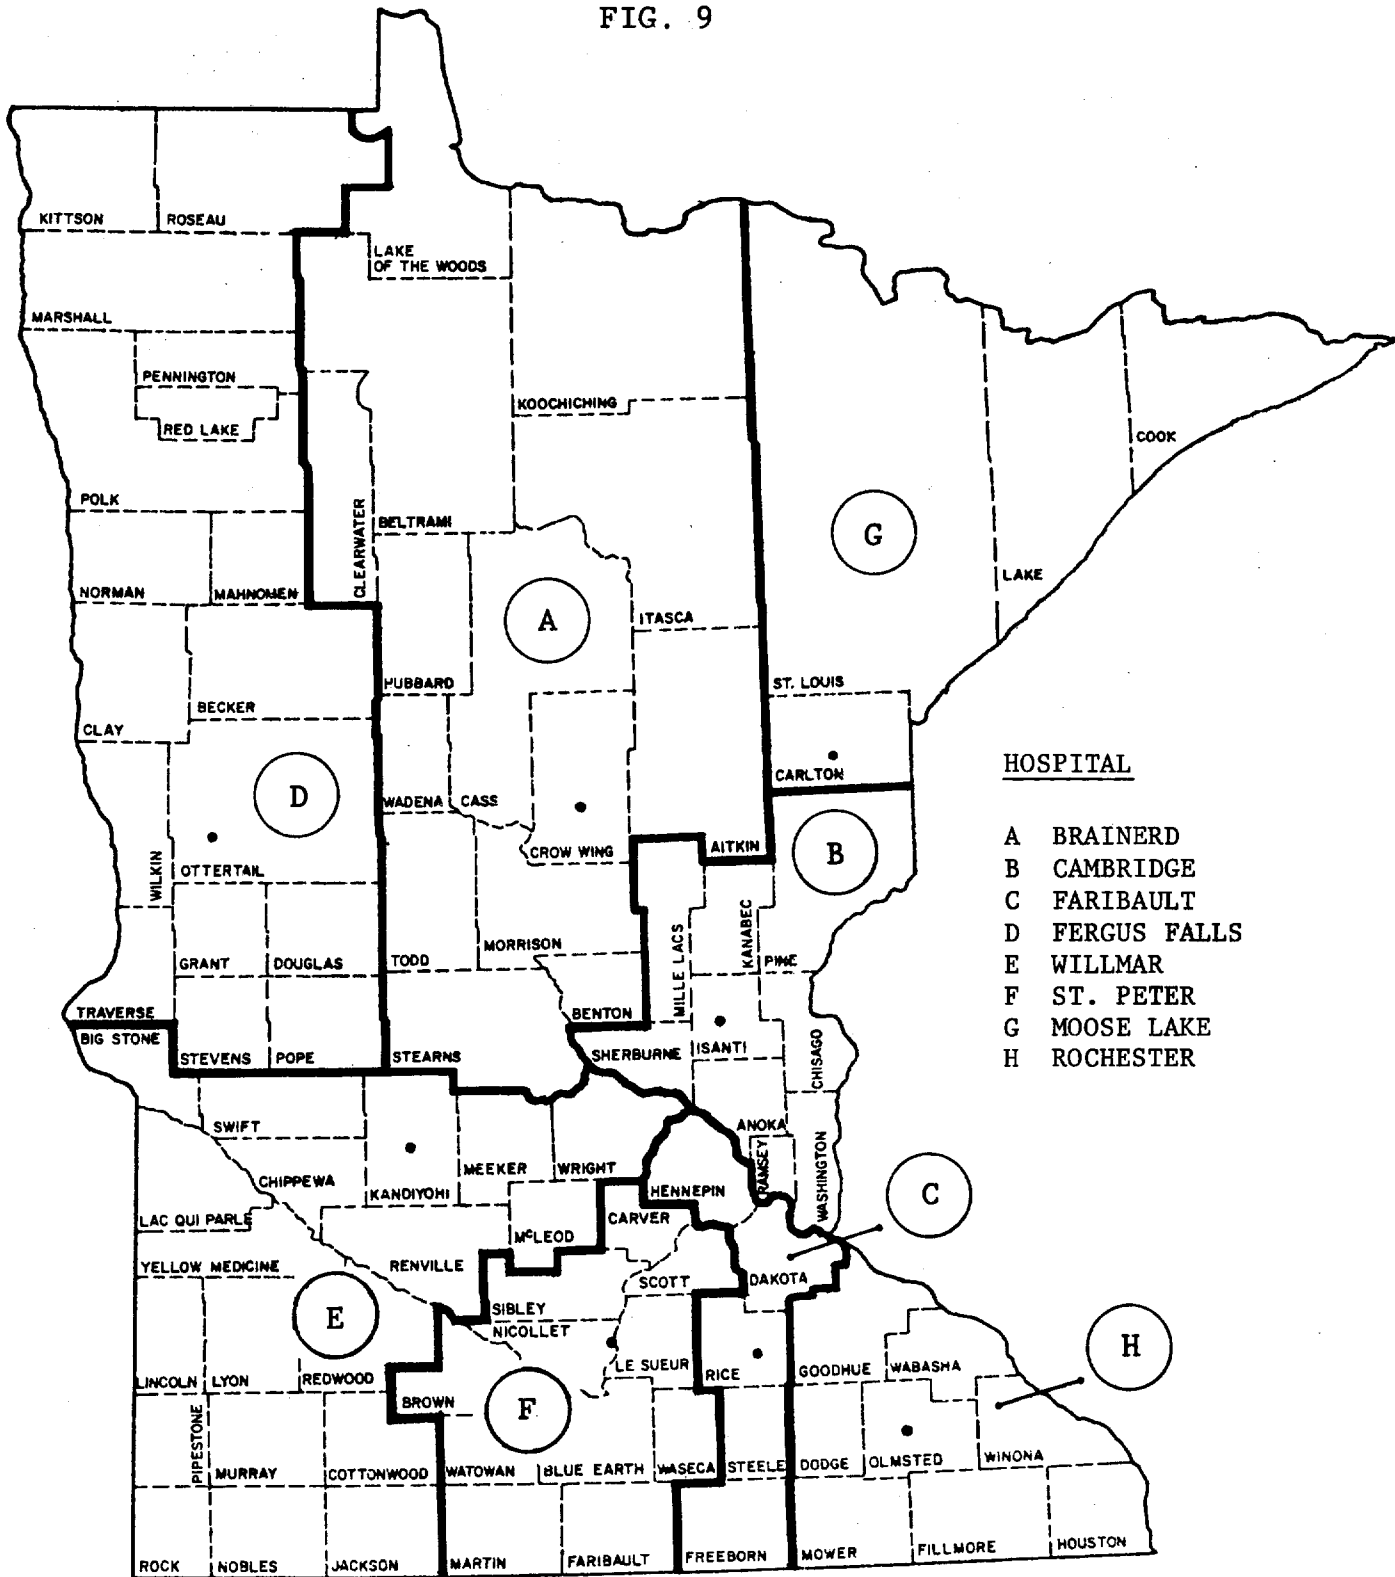 FIG. 9
KITTSON
ROSEAU
LAKE
OF THE WOODS
MARSHALL
PENNINGTON
RED LAKE
KOOCHICHING
COOK
POLK
CLEARWATER
BELTRAMI
G
LAKE
NORMAN
MAHNOMEN
A
ITASCA
HUBBARD
ST. LOUIS
BECKER
CLAY
D
WADENA
CASS
CARLTON
CROW WING
AITKIN
B
WILKIN
OTTERTAIL
HOSPITAL
A BRAINERD
B CAMBRIDGE
C FARIBAULT
D FERGUS FALLS
E WILLMAR
F ST. PETER
G MOOSE LAKE
H ROCHESTER
GRANT
DOUGLAS
TODD
MORRISON
MILLE LACS
KANABEC
PINE
TRAVERSE
BIG STONE
STEVENS
POPE
STEARNS
BENTON
SHERBURNE
ISANTI
CHISAGO
SWIFT
ANOKA
CHIPPEWA
KANDIYOHI
MEEKER
WRIGHT
HENNEPIN
RAMSEY
WASHINGTON
C
LAC QUI PARLE
CARVER
McLEOD
YELLOW MEDICINE
RENVILLE
SCOTT
DAKOTA
E
SIBLEY
NICOLLET
LINCOLN
LYON
REDWOOD
LE SUEUR
RICE
GOODHUE
WABASHA
H
BROWN
F
PIPESTONE
MURRAY
COTTONWOOD
WATOWAN
BLUE EARTH
WASECA
STEELE
DODGE
OLMSTED
WINONA
ROCK
NOBLES
JACKSON
MARTIN
FARIBAULT
FREEBORN
MOWER
FILLMORE
HOUSTON